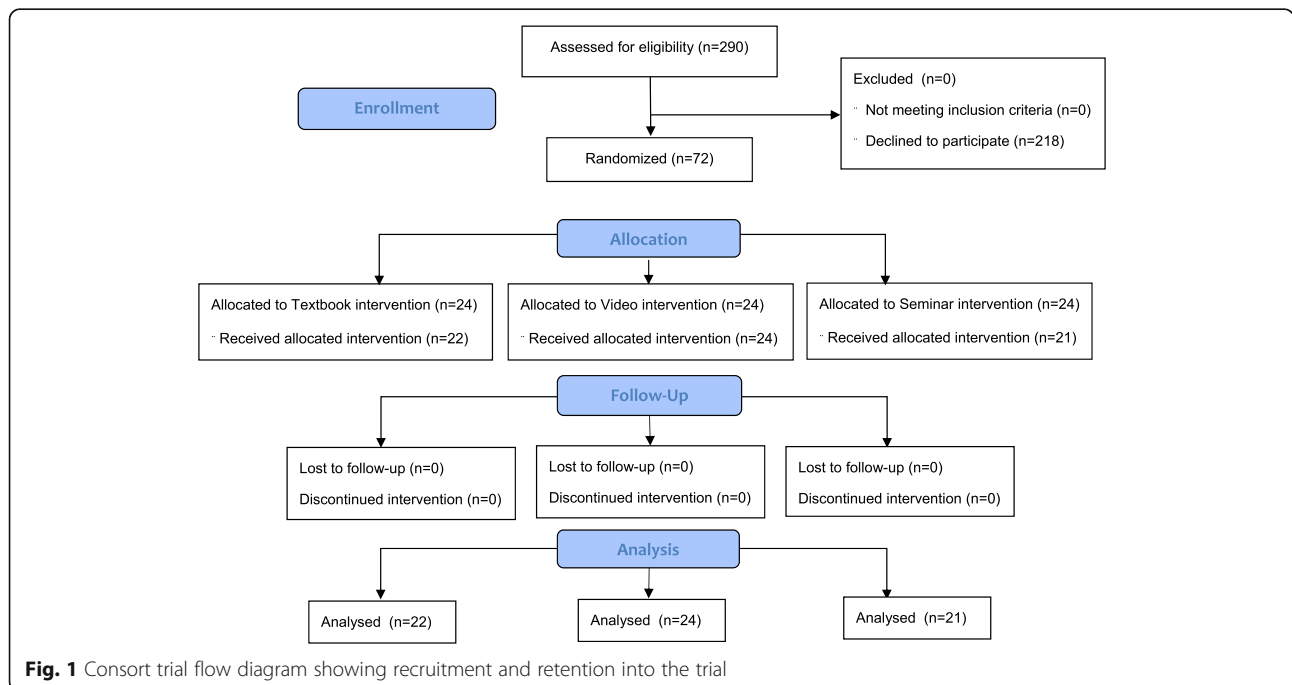 Assessed for eligibility (n=290)
Excluded (n=0)
¨ Not meeting inclusion criteria (n=0)
¨ Declined to participate (n=218)
Enrollment
Randomized (n=72)
Allocation
Allocated to Textbook intervention (n=24)
¨ Received allocated intervention (n=22)
Allocated to Video intervention (n=24)
¨ Received allocated intervention (n=24)
Allocated to Seminar intervention (n=24)
¨ Received allocated intervention (n=21)
Follow-Up
Lost to follow-up (n=0)
Discontinued intervention (n=0)
Lost to follow-up (n=0)
Discontinued intervention (n=0)
Lost to follow-up (n=0)
Discontinued intervention (n=0)
Analysis
Analysed (n=22)
Analysed (n=24)
Analysed (n=21)
Fig. 1 Consort trial flow diagram showing recruitment and retention into the trial